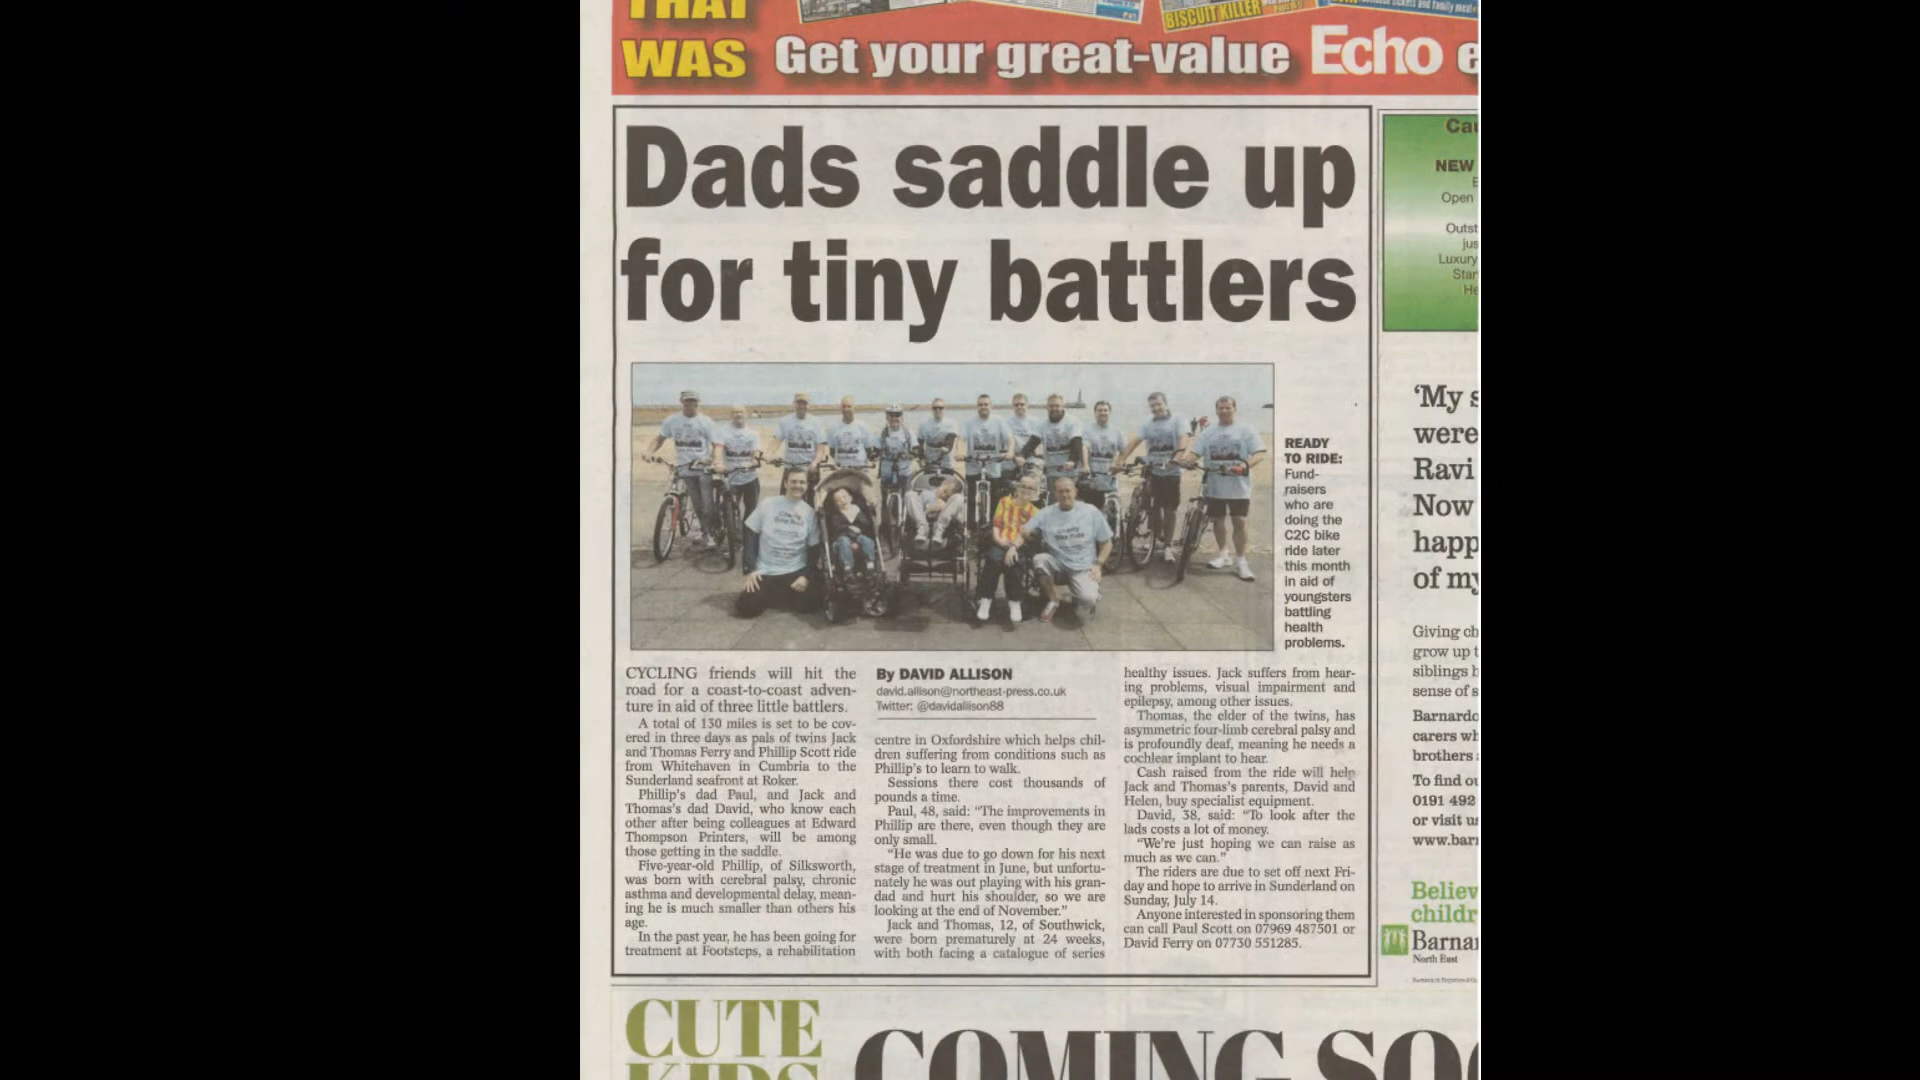 THAT
WAS
BISCUIT KILLER
Get your great-value Echo e
Dads saddle up
for tiny battlers
READY
TO RIDE:
Fund-
raisers
who are
doing the
C2C bike
ride later
this month
in aid of
youngsters
battling
health
problems.
CYCLING friends will hit the
road for a coast-to-coast adven-
ture in aid of three little battlers.
A total of 130 miles is set to be cov-
ered in three days as pals of twins Jack
and Thomas Ferry and Phillip Scott ride
from Whitehaven in Cumbria to the
Sunderland seafront at Roker.
Phillip's dad Paul, and Jack and
Thomas's dad David, who know each
other after being colleagues at Edward
Thompson Printers, will be among
those getting in the saddle.
Five-year-old Phillip, of Silksworth,
was born with cerebral palsy, chronic
asthma and developmental delay, mean-
ing he is much smaller than others his
age.
In the past year, he has been going for
treatment at Footsteps, a rehabilitation
By DAVID ALLISON
david.allison@northeast-press.co.uk
Twitter: @davidallison88
centre in Oxfordshire which helps chil-
dren suffering from conditions such as
Phillip's to learn to walk.
Sessions there cost thousands of
pounds a time.
Paul, 48, said: "The improvements in
Phillip are there, even though they are
only small.
"He was due to go down for his next
stage of treatment in June, but unfortu-
nately he was out playing with his gran-
dad and hurt his shoulder, so we are
looking at the end of November."
Jack and Thomas, 12, of Southwick,
were born prematurely at 24 weeks,
with both facing a catalogue of series
healthy issues. Jack suffers from hear-
ing problems, visual impairment and
epilepsy, among other issues.
Thomas, the elder of the twins, has
asymmetric four-limb cerebral palsy and
is profoundly deaf, meaning he needs a
cochlear implant to hear.
Cash raised from the ride will help
Jack and Thomas's parents, David and
Helen, buy specialist equipment.
David, 38, said: "To look after the
lads costs a lot of money.
"We're just hoping we can raise as
much as we can."
The riders are due to set off next Fri-
day and hope to arrive in Sunderland on
Sunday, July 14.
Anyone interested in sponsoring them
can call Paul Scott on 07969 487501 or
David Ferry on 07730 551285.
Cau
NEW
E
Open
Outst
jus
Luxury
Star
He
'My s
were
Ravi
Now
happ
of my
Giving ch
grow up t
siblings h
sense of s
Barnardo
carers wh
brothers
To find ou
0191 492
or visit us
www.barn
Believ
childr
Barnar
North East
CUTE
KIDS
COMING SOO